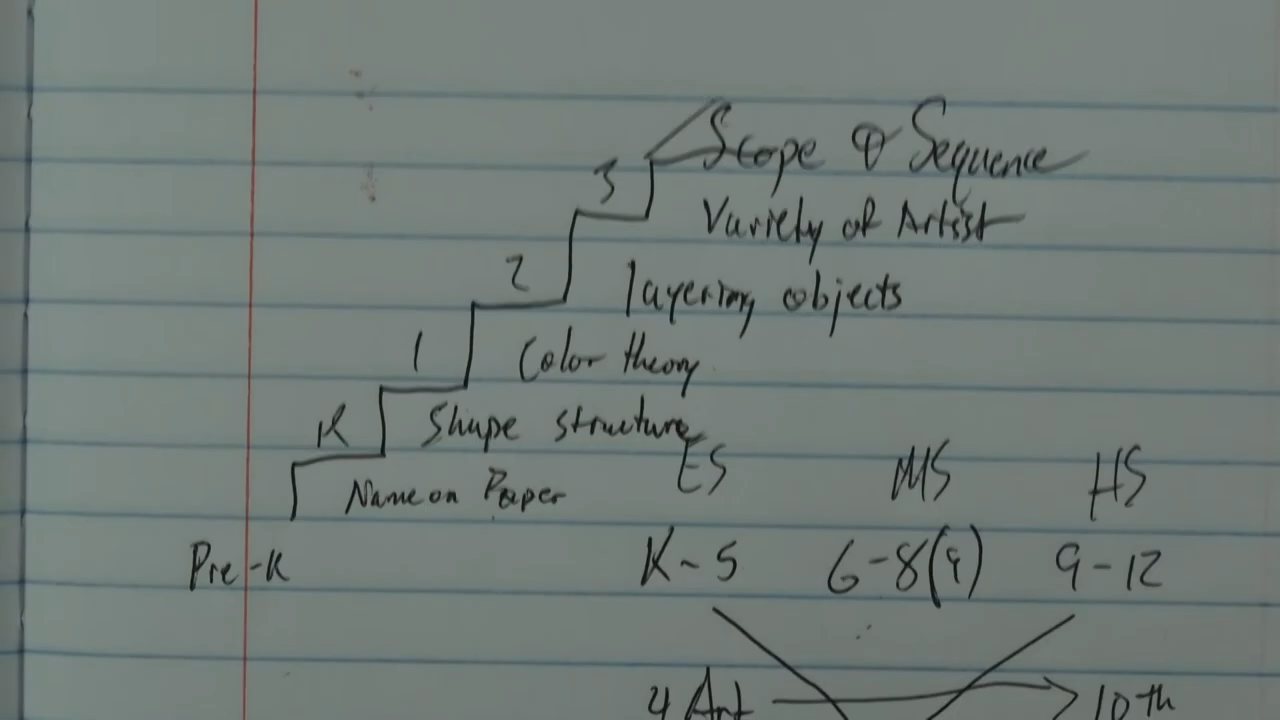 Scope & Sequence
3
Variety of Artist
2
layering objects
1
Color theory
K
Shape structure
Name on Paper
Pre-K
ES MS HS
K-5 6-8(9) 9-12
4 Art 10th